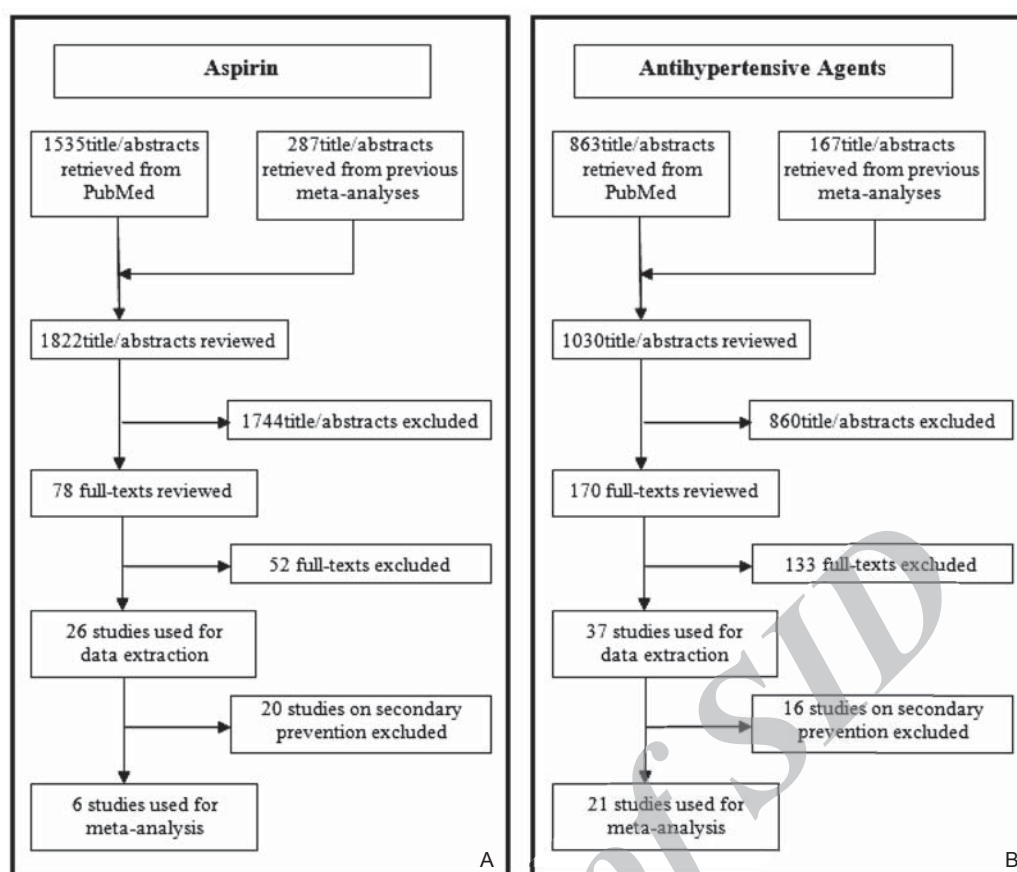 Aspirin
1535title/abstracts
retrieved from
PubMed
287title/abstracts
retrieved from previous
meta-analyses
1822title/abstracts reviewed
1744title/abstracts excluded
78 full-texts reviewed
52 full-texts excluded
26 studies used for
data extraction
20 studies on secondary
prevention excluded
6 studies used for
meta-analysis
A
Antihypertensive Agents
863title/abstracts
retrieved from
PubMed
167title/abstracts
retrieved from previous
meta-analyses
1030title/abstracts reviewed
860title/abstracts excluded
170 full-texts reviewed
133 full-texts excluded
37 studies used for
data extraction
16 studies on secondary
prevention excluded
21 studies used for
meta-analysis
B
of SID